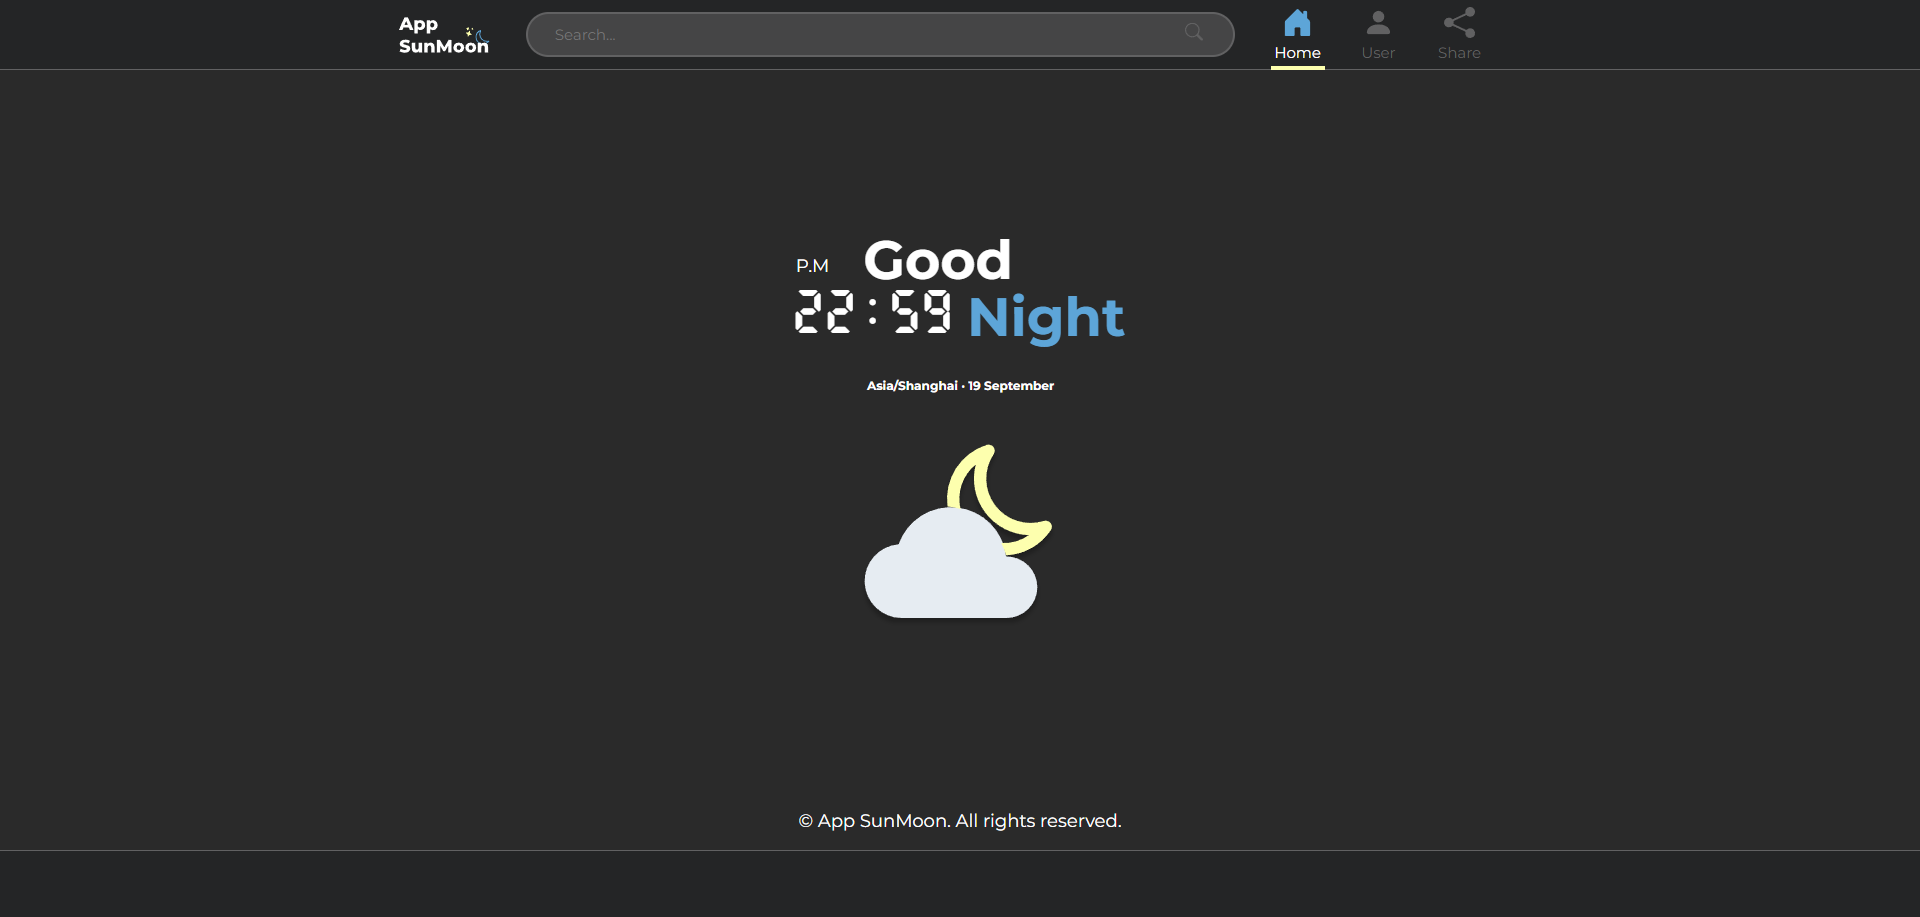 App
SunMoon
Search...
Home
User
Share
P.M
Good
22:59
Night
Asia/Shanghai • 19 September
© App SunMoon. All rights reserved.